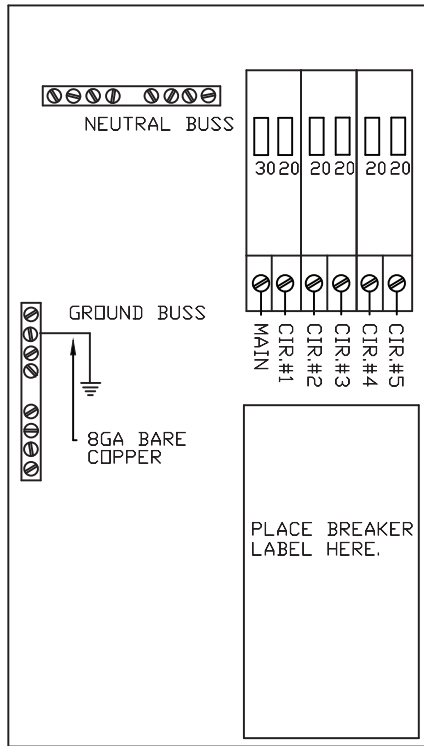 NEUTRAL BUSS
30 20 20 20 20 20
GROUND BUSS
MAIN
CIR.#1
CIR.#2
CIR.#3
CIR.#4
CIR.#5
8GA BARE
COPPER
PLACE BREAKER
LABEL HERE.